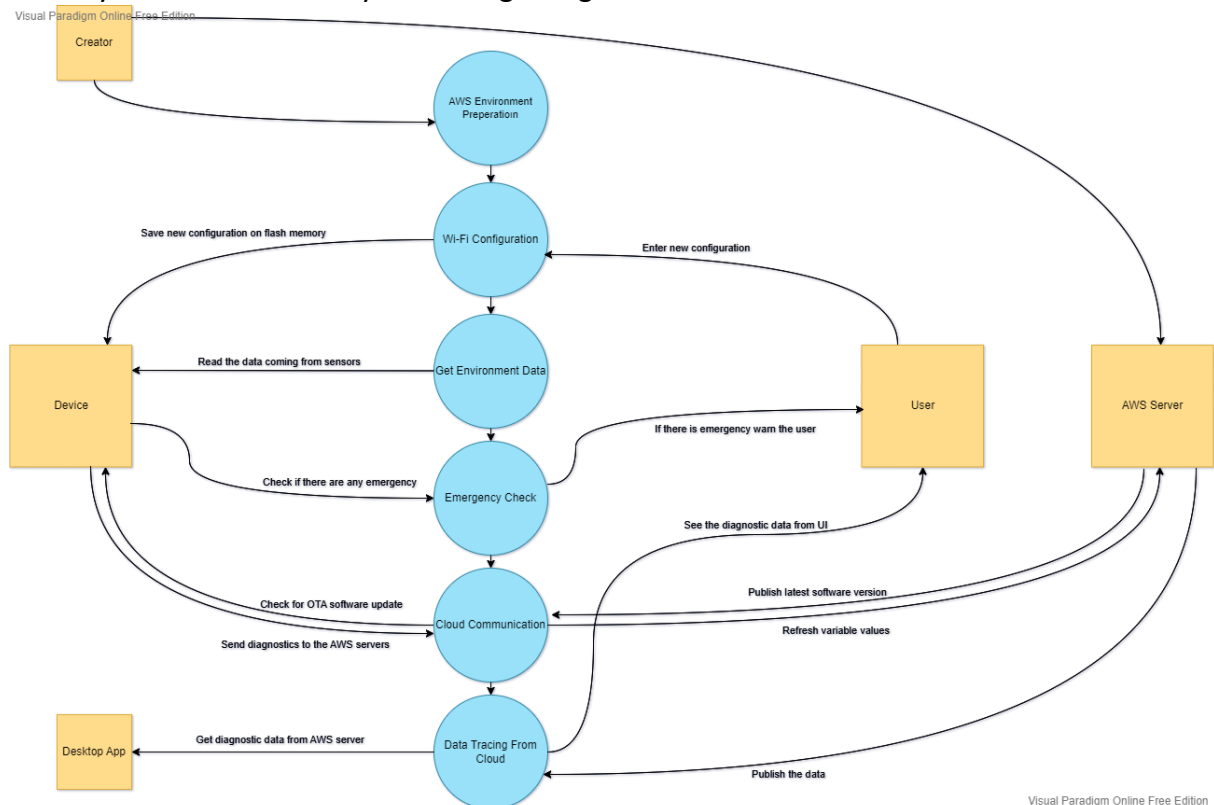 Visual Paradigm Online Free Edition
Creator
AWS Environment
Preperation
Wi-Fi Configuration
Save new configuration on flash memory
Enter new configuration
Read the data coming from sensors
Get Environment Data
Device
User
AWS Server
If there is emergency warn the user
Check if there are any emergency
Emergency Check
See the diagnostic data from UI
Publish latest software version
Check for OTA software update
Cloud Communication
Refresh variable values
Send diagnostics to the AWS servers
Get diagnostic data from AWS server
Desktop App
Data Tracing From
Cloud
Publish the data
Visual Paradigm Online Free Edition